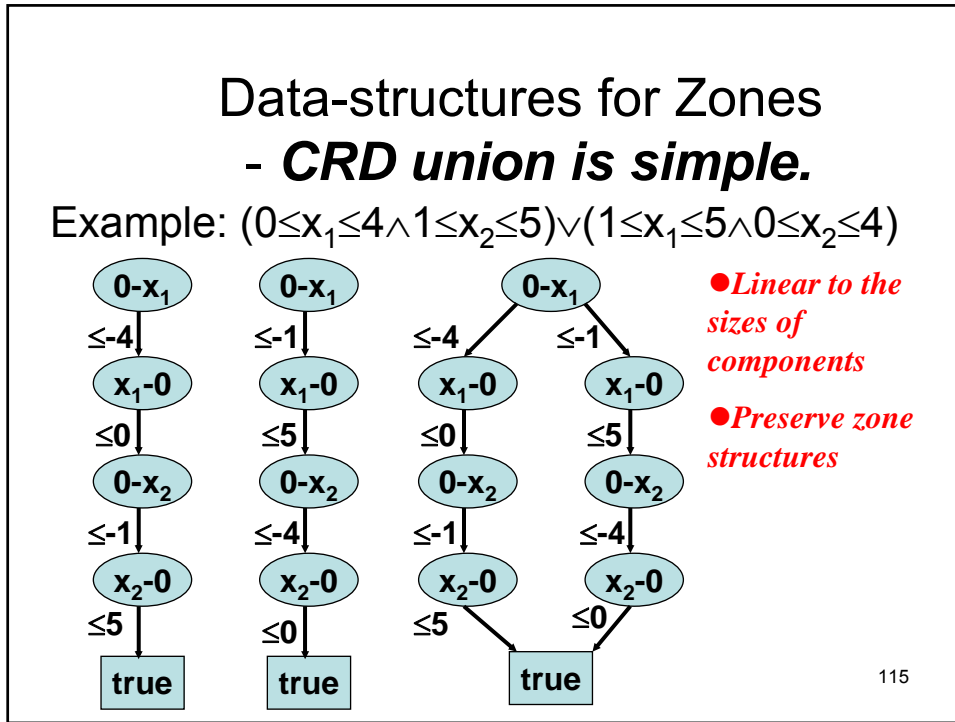 Data-structures for Zones
- CRD union is simple.
Example: (0≤x₁≤4∧1≤x₂≤5)∨(1≤x₁≤5∧0≤x₂≤4)
0-x₁
≤-4
x₁-0
≤0
0-x₂
≤-1
x₂-0
≤5
true
0-x₁
≤-1
x₁-0
≤5
0-x₂
≤-4
x₂-0
≤0
true
0-x₁
≤-4 ≤-1
x₁-0 x₁-0
≤0 ≤5
0-x₂ 0-x₂
≤-1 ≤-4
x₂-0 x₂-0
≤5 ≤0
true
●Linear to the
sizes of
components
●Preserve zone
structures
115